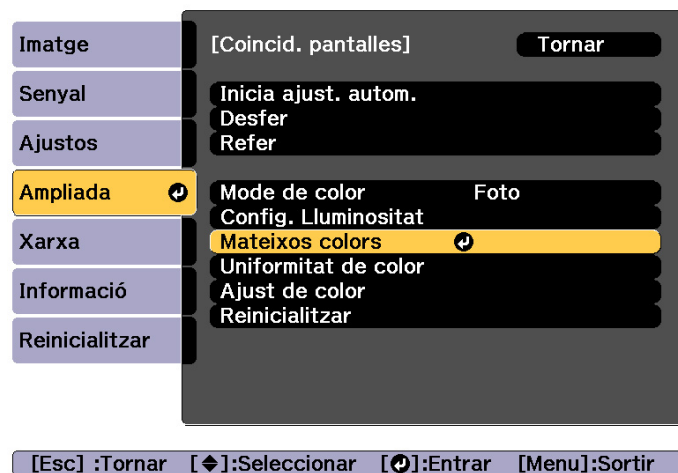 Imatge
Senyal
Ajustos
Ampliada
Xarxa
Informació
Reinicialitzar
[Coincid. pantalles] Tornar
Inicia ajust. autom.
Desfer
Refer
Mode de color Foto
Config. Lluminositat
Mateixos colors
Uniformitat de color
Ajust de color
Reinicialitzar
[Esc] :Tornar [◆]:Seleccionar [↵]:Entrar [Menu]:Sortir